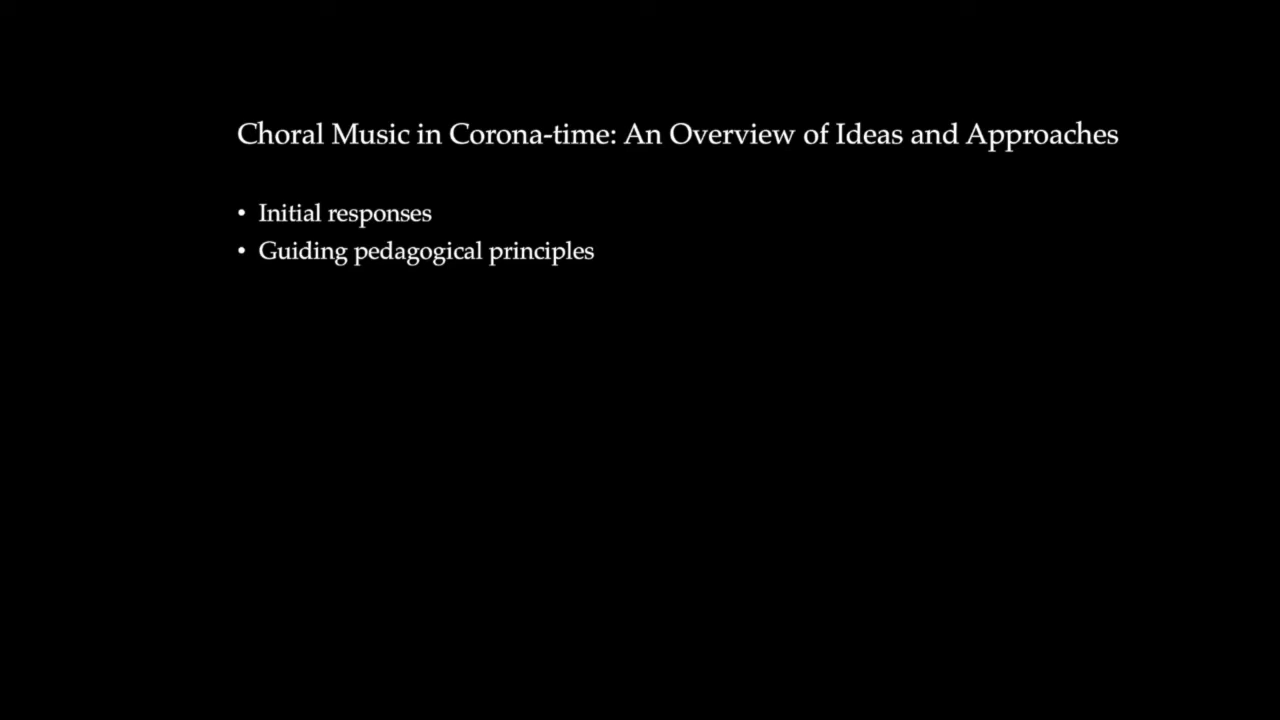 Choral Music in Corona-time: An Overview of Ideas and Approaches
• Initial responses
• Guiding pedagogical principles